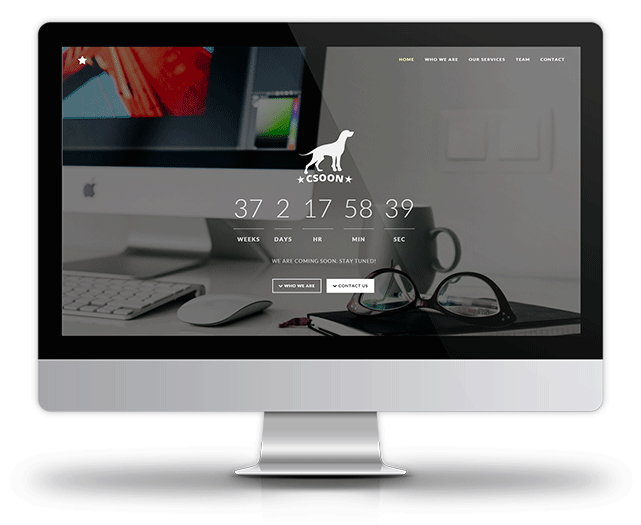 HOME WHO WE ARE OUR SERVICES TEAM CONTACT
CSOON
37 2 17 58 39
WEEKS DAYS HR MIN SEC
WE ARE COMING SOON. STAY TUNED!
WHO WE ARE CONTACT US